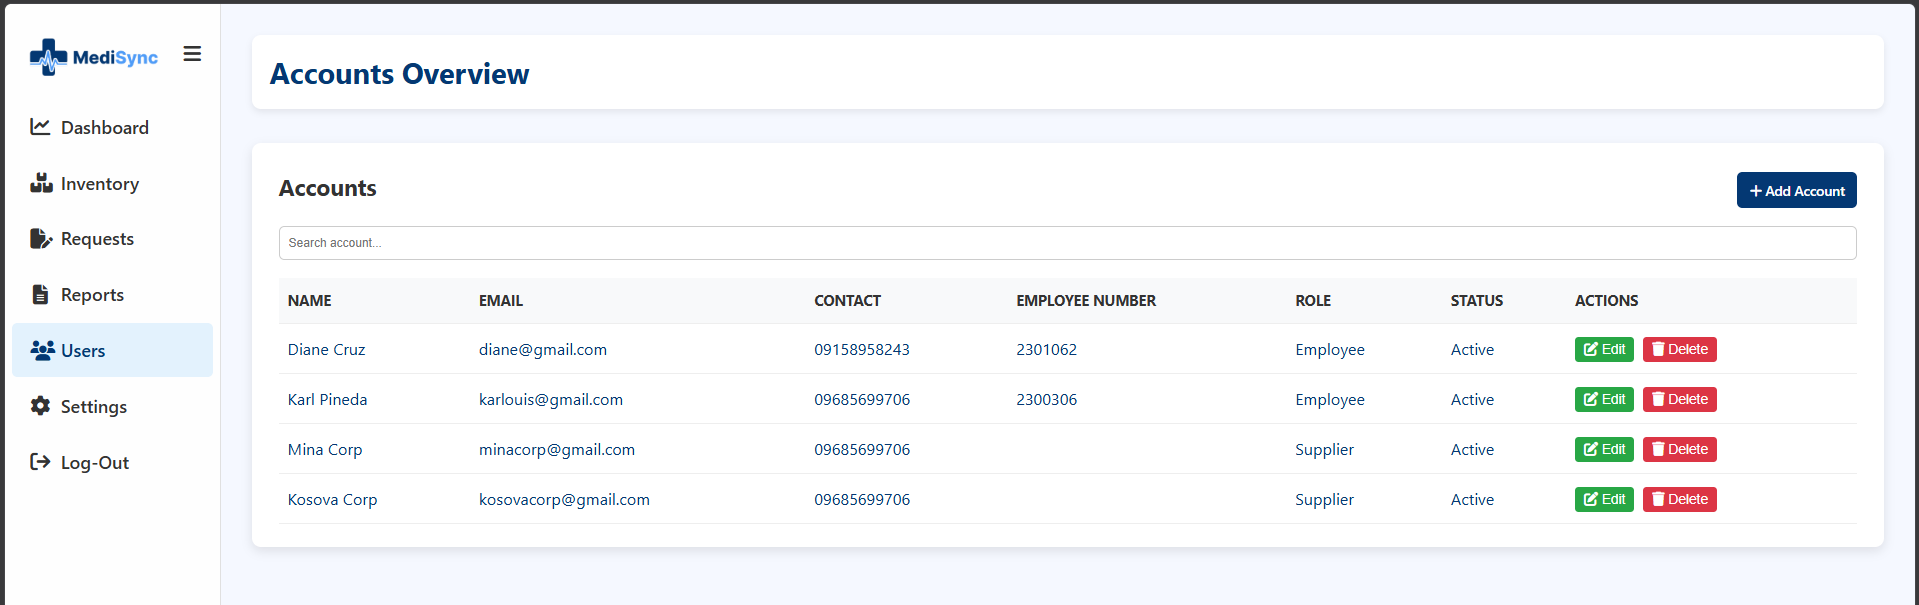 MediSync
Dashboard
Inventory
Requests
Reports
Users
Settings
Log-Out
Accounts Overview
Accounts
+ Add Account
Search account...
NAME EMAIL CONTACT EMPLOYEE NUMBER ROLE STATUS ACTIONS
Diane Cruz diane@gmail.com 09158958243 2301062 Employee Active Edit Delete
Karl Pineda karlouis@gmail.com 09685699706 2300306 Employee Active Edit Delete
Mina Corp minacorp@gmail.com 09685699706 Supplier Active Edit Delete
Kosova Corp kosovacorp@gmail.com 09685699706 Supplier Active Edit Delete